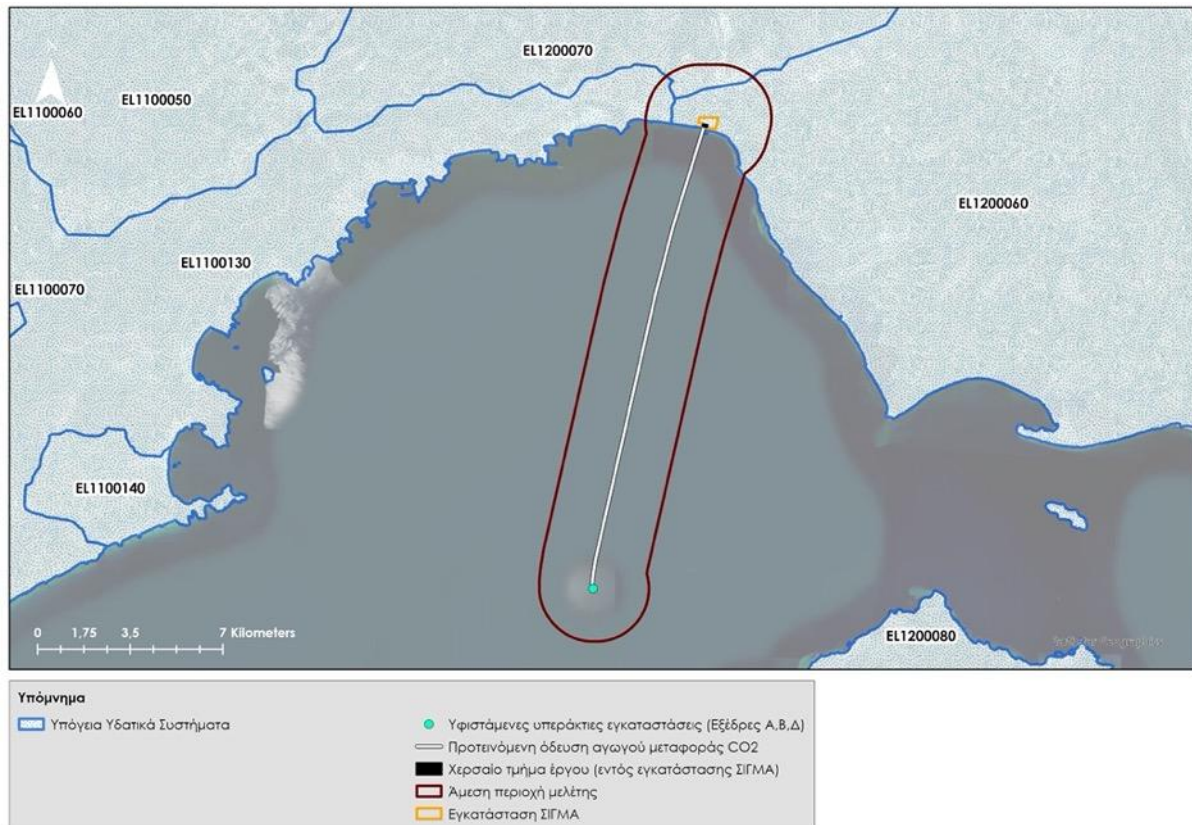 EL1200070
EL1100050
EL1100060
EL1200060
EL1100130
EL1100070
EL1100140
EL1200080
0 1,75 3,5 7 Kilometers
Υπόμνημα
Υπόγεια Υδατικά Συστήματα
Υφιστάμενες υπεράκτιες εγκαταστάσεις (Εξέδρες Α,Β,Δ)
Προτεινόμενη όδευση αγωγού μεταφοράς CO2
Χερσαίο τμήμα έργου (εντός εγκατάστασης ΣΙΓΜΑ)
Άμεση περιοχή μελέτης
Εγκατάσταση ΣΙΓΜΑ